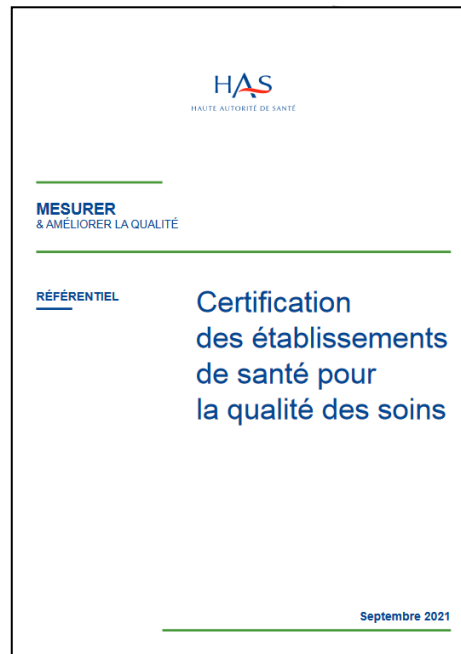 HAS
HAUTE AUTORITÉ DE SANTÉ
MESURER
& AMÉLIORER LA QUALITÉ
RÉFÉRENTIEL
Certification
des établissements
de santé pour
la qualité des soins
Septembre 2021